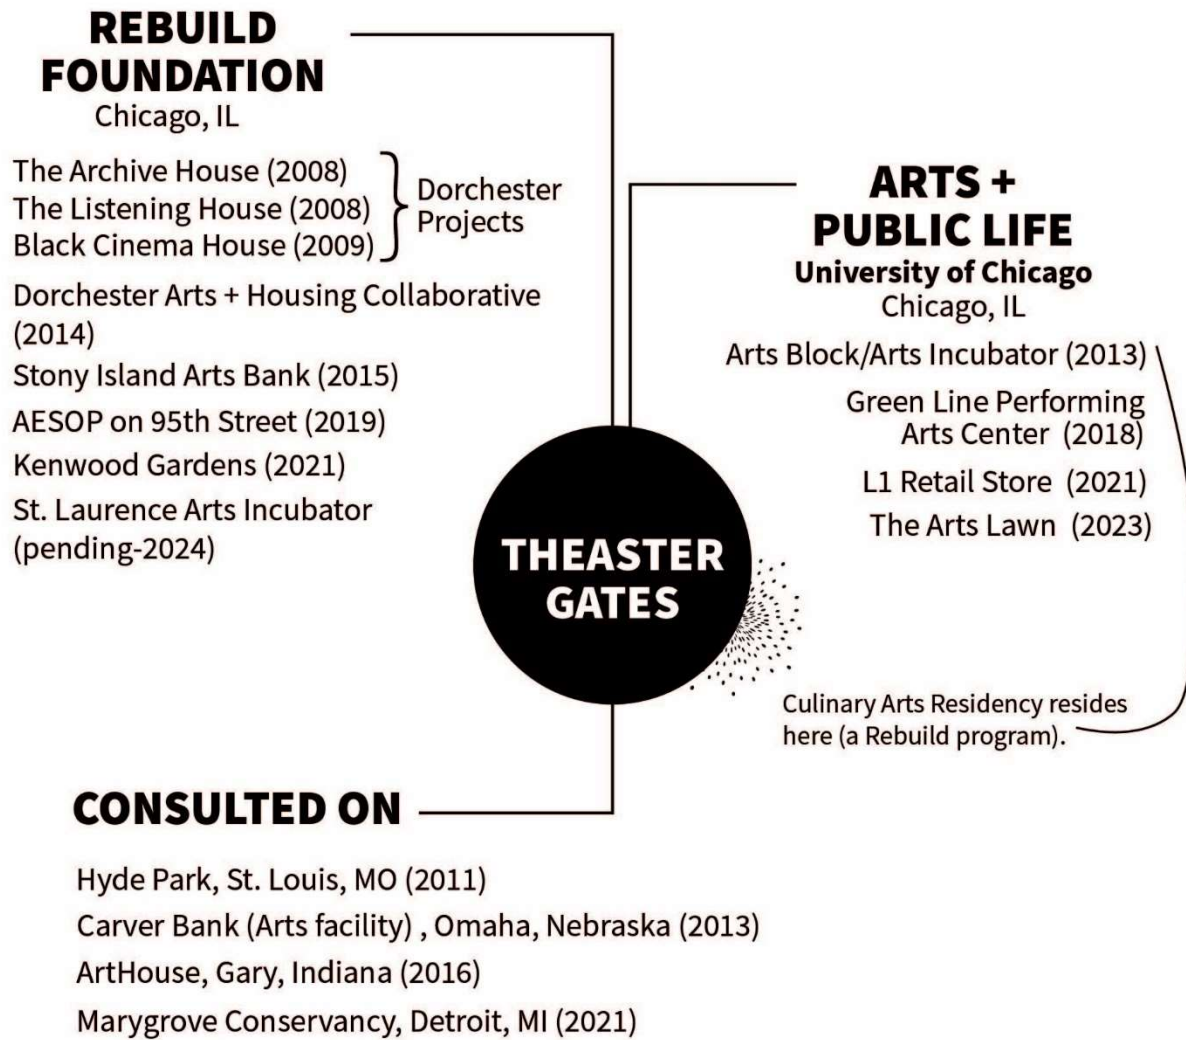 REBUILD
FOUNDATION
Chicago, IL
The Archive House (2008)
The Listening House (2008)
Black Cinema House (2009)
Dorchester
Projects
Dorchester Arts + Housing Collaborative
(2014)
Stony Island Arts Bank (2015)
AESOP on 95th Street (2019)
Kenwood Gardens (2021)
St. Laurence Arts Incubator
(pending-2024)
ARTS +
PUBLIC LIFE
University of Chicago
Chicago, IL
Arts Block/Arts Incubator (2013)
Green Line Performing
Arts Center (2018)
L1 Retail Store (2021)
The Arts Lawn (2023)
Culinary Arts Residency resides
here (a Rebuild program).
THEASTER
GATES
CONSULTED ON
Hyde Park, St. Louis, MO (2011)
Carver Bank (Arts facility) , Omaha, Nebraska (2013)
ArtHouse, Gary, Indiana (2016)
Marygrove Conservancy, Detroit, MI (2021)